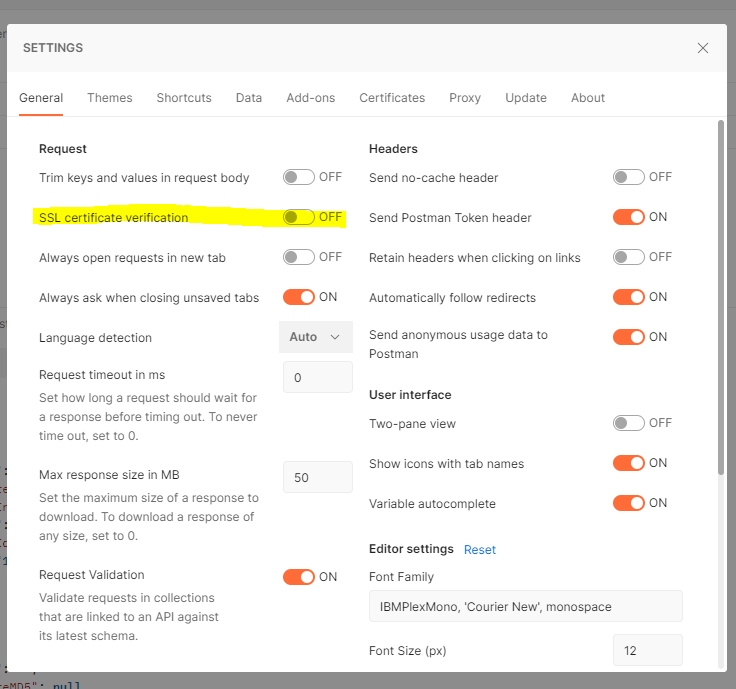 SETTINGS
General Themes Shortcuts Data Add-ons Certificates Proxy Update About
Request
Trim keys and values in request body OFF
SSL certificate verification OFF
Always open requests in new tab OFF
Always ask when closing unsaved tabs ON
Language detection Auto
Request timeout in ms 0
Set how long a request should wait for
a response before timing out. To never
time out, set to 0.
Max response size in MB 50
Set the maximum size of a response to
download. To download a response of
any size, set to 0.
Request Validation ON
Validate requests in collections
that are linked to an API against
its latest schema.
Headers
Send no-cache header OFF
Send Postman Token header ON
Retain headers when clicking on links OFF
Automatically follow redirects ON
Send anonymous usage data to
Postman ON
User interface
Two-pane view OFF
Show icons with tab names ON
Variable autocomplete ON
Editor settings Reset
Font Family
IBMPlexMono, 'Courier New', monospace
Font Size (px) 12
null